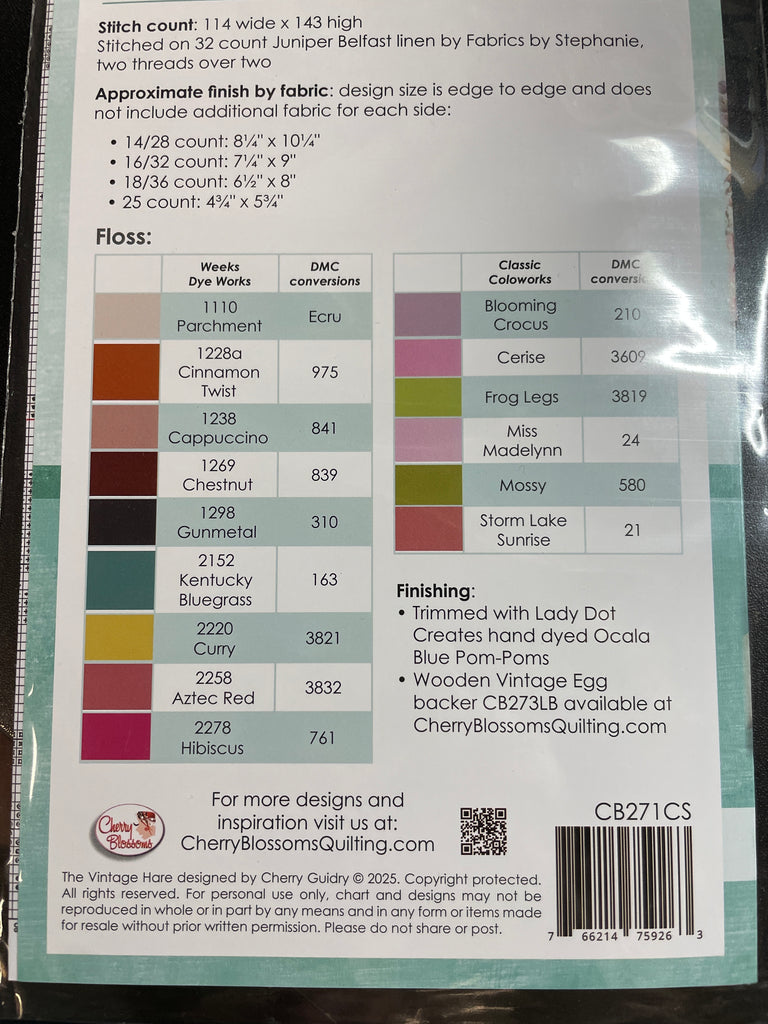 Stitch count: 114 wide x 143 high
Stitched on 32 count Juniper Belfast linen by Fabrics by Stephanie,
two threads over two
Approximate finish by fabric: design size is edge to edge and does
not include additional fabric for each side:
• 14/28 count: 8¼" x 10¼"
• 16/32 count: 7¼" x 9"
• 18/36 count: 6½" x 8"
• 25 count: 4¾" x 5¾"
Floss:
Weeks
Dye Works
DMC
conversions
1110
Parchment
Ecru
1228a
Cinnamon
Twist
975
1238
Cappuccino
841
1269
Chestnut
839
1298
Gunmetal
310
2152
Kentucky
Bluegrass
163
2220
Curry
3821
2258
Aztec Red
3832
2278
Hibiscus
761
Classic
Coloworks
DMC
conversic
Blooming
Crocus
210
Cerise
3609
Frog Legs
3819
Miss
Madelynn
24
Mossy
580
Storm Lake
Sunrise
21
Finishing:
• Trimmed with Lady Dot
Creates hand dyed Ocala
Blue Pom-Poms
• Wooden Vintage Egg
backer CB273LB available at
CherryBlossomsQuilting.com
Cherry
Blossoms
For more designs and
inspiration visit us at:
CherryBlossomsQuilting.com
CB271CS
The Vintage Hare designed by Cherry Guidry © 2025. Copyright protected.
All rights reserved. For personal use only, chart and designs may not be
reproduced in whole or in part by any means and in any form or items made
for resale without prior written permission. Please do not share or post.
7 66214 75926 3